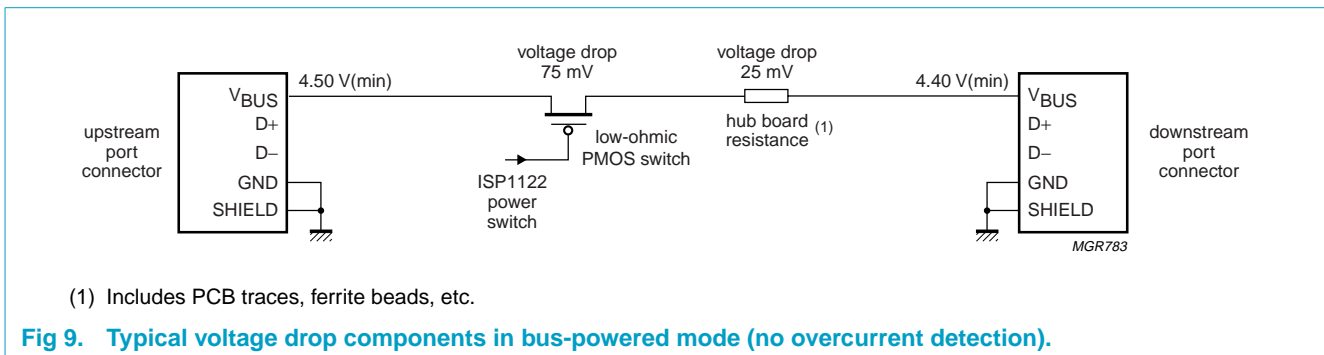 voltage drop
75 mV
voltage drop
25 mV
4.50 V(min)
4.40 V(min)
upstream
port
connector
VBUS
D+
D−
GND
SHIELD
low-ohmic
PMOS switch
ISP1122
power
switch
hub board
resistance (1)
VBUS
D+
D−
GND
SHIELD
downstream
port
connector
MGR783
(1) Includes PCB traces, ferrite beads, etc.
Fig 9. Typical voltage drop components in bus-powered mode (no overcurrent detection).